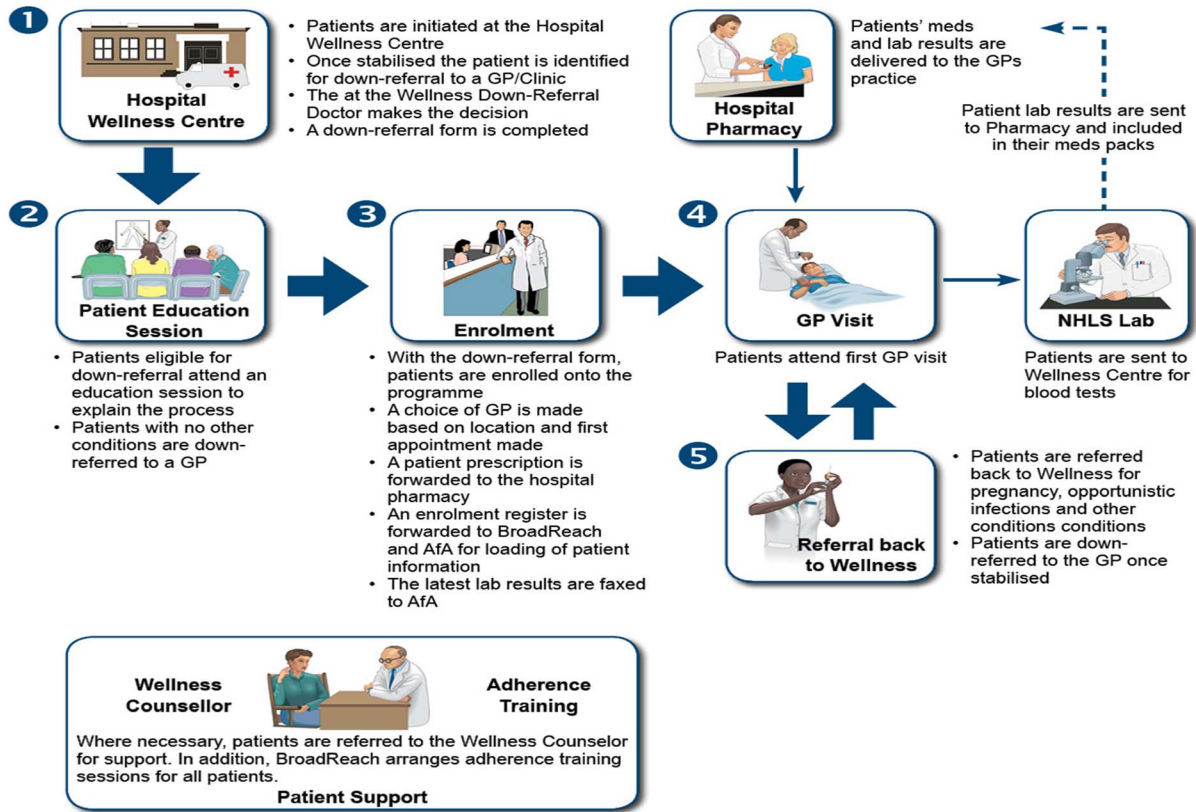 1
Hospital
Wellness Centre
• Patients are initiated at the Hospital
Wellness Centre
• Once stabilised the patient is identified
for down-referral to a GP/Clinic
• The at the Wellness Down-Referral
Doctor makes the decision
• A down-referral form is completed
Hospital
Pharmacy
Patients’ meds
and lab results are
delivered to the GPs
practice
Patient lab results are sent
to Pharmacy and included
in their meds packs
2
Patient Education
Session
• Patients eligible for
down-referral attend an
education session to
explain the process
• Patients with no other
conditions are down-
referred to a GP
3
Enrolment
• With the down-referral form,
patients are enrolled onto the
programme
• A choice of GP is made
based on location and first
appointment made
• A patient prescription is
forwarded to the hospital
pharmacy
• An enrolment register is
forwarded to BroadReach
and AfA for loading of patient
information
• The latest lab results are faxed
to AfA
4
GP Visit
Patients attend first GP visit
NHLS Lab
Patients are sent to
Wellness Centre for
blood tests
5
Referral back
to Wellness
• Patients are referred
back to Wellness for
pregnancy, opportunistic
infections and other
conditions conditions
• Patients are down-
referred to the GP once
stabilised
Wellness
Counsellor
Adherence
Training
Where necessary, patients are referred to the Wellness Counselor
for support. In addition, BroadReach arranges adherence training
sessions for all patients.
Patient Support